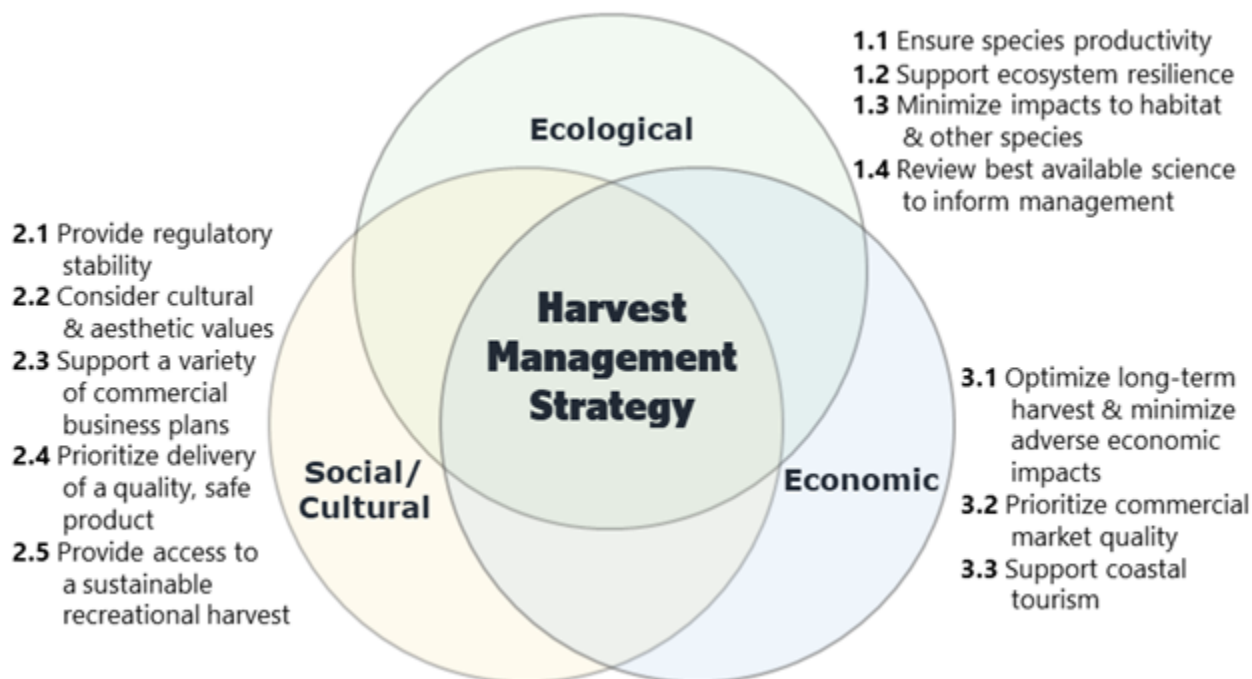 Ecological
1.1 Ensure species productivity
1.2 Support ecosystem resilience
1.3 Minimize impacts to habitat
& other species
1.4 Review best available science
to inform management
2.1 Provide regulatory
stability
2.2 Consider cultural
& aesthetic values
2.3 Support a variety
of commercial
business plans
2.4 Prioritize delivery
of a quality, safe
product
2.5 Provide access to
a sustainable
recreational harvest
Harvest
Management
Strategy
Social/
Cultural
Economic
3.1 Optimize long-term
harvest & minimize
adverse economic
impacts
3.2 Prioritize commercial
market quality
3.3 Support coastal
tourism